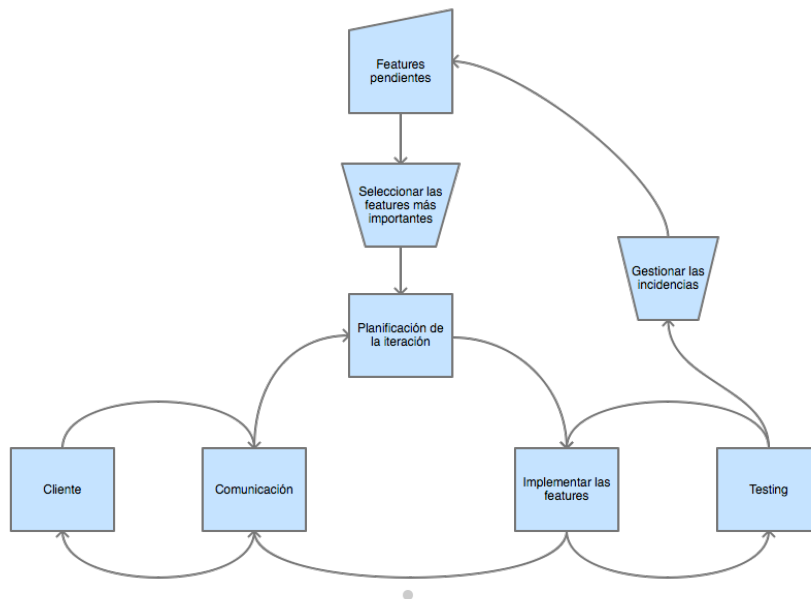 Features
pendientes
Seleccionar las
features más
importantes
Gestionar las
incidencias
Planificación de
la iteración
Cliente
Comunicación
Implementar las
features
Testing